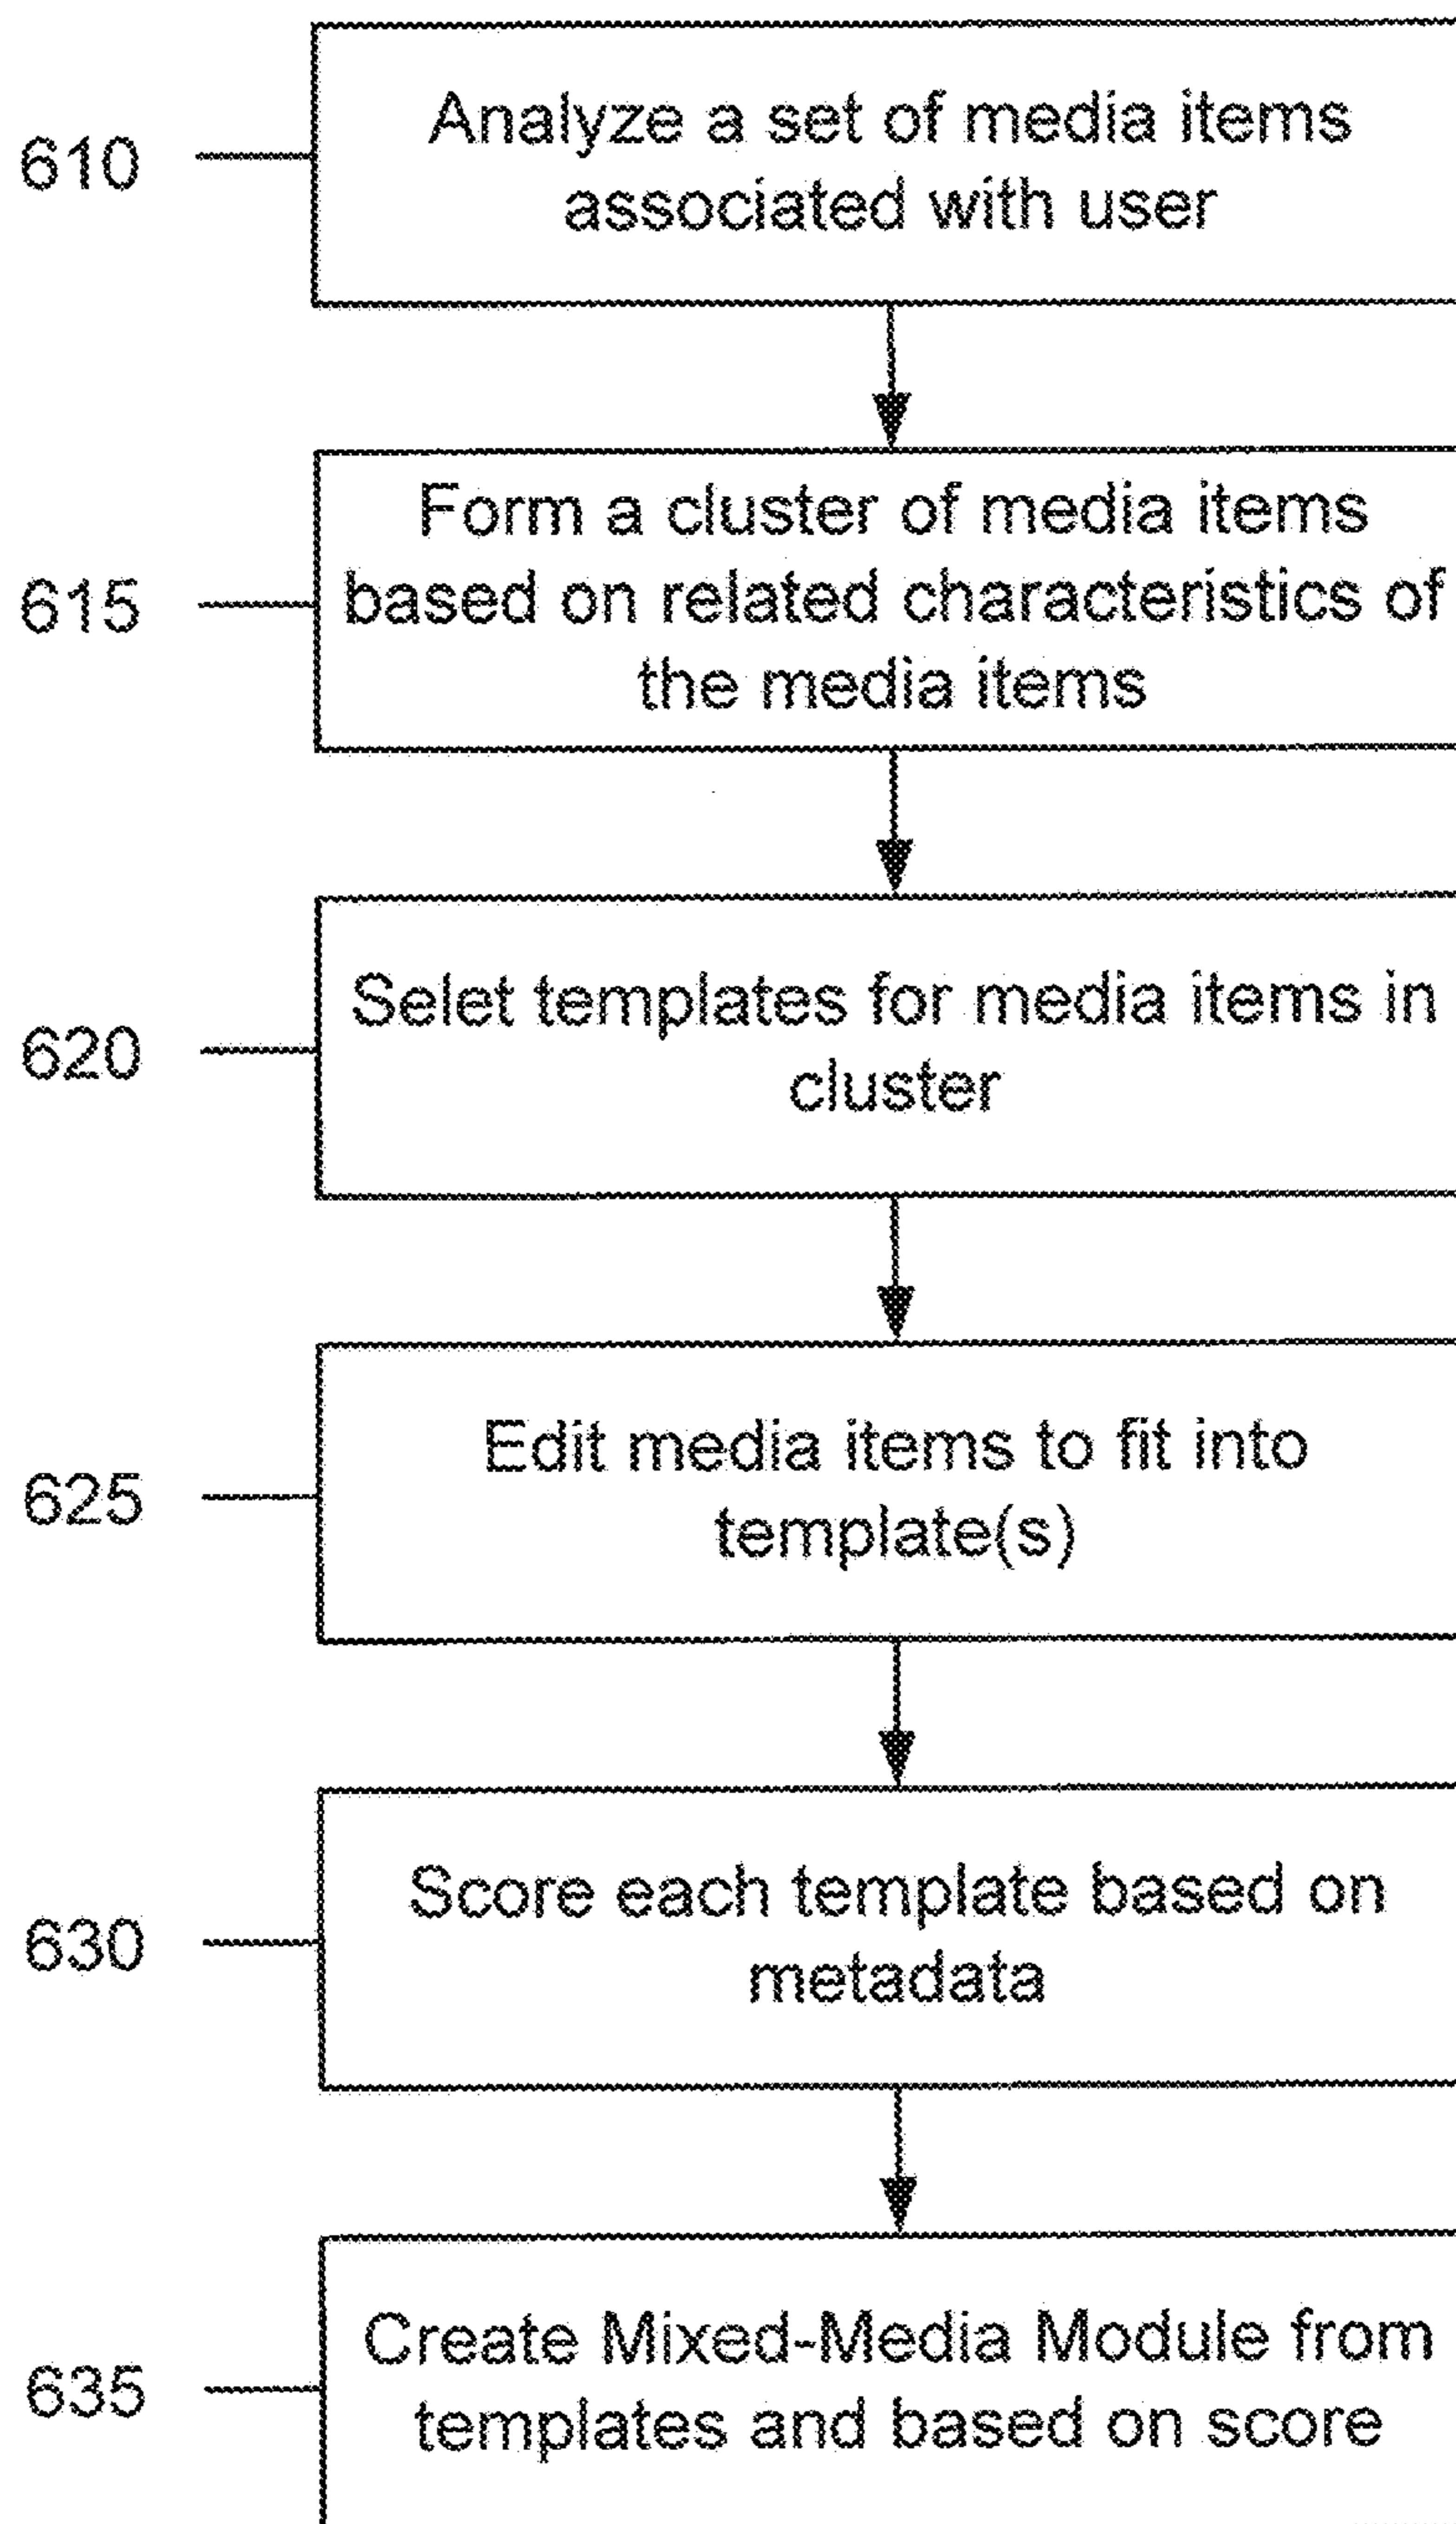 610
Analyze a set of media items
associated with user
615
Form a cluster of media items
based on related characteristics of
the media items
620
Selet templates for media items in
cluster
625
Edit media items to fit into
template(s)
630
Score each template based on
metadata
635
Create Mixed-Media Module from
templates and based on score